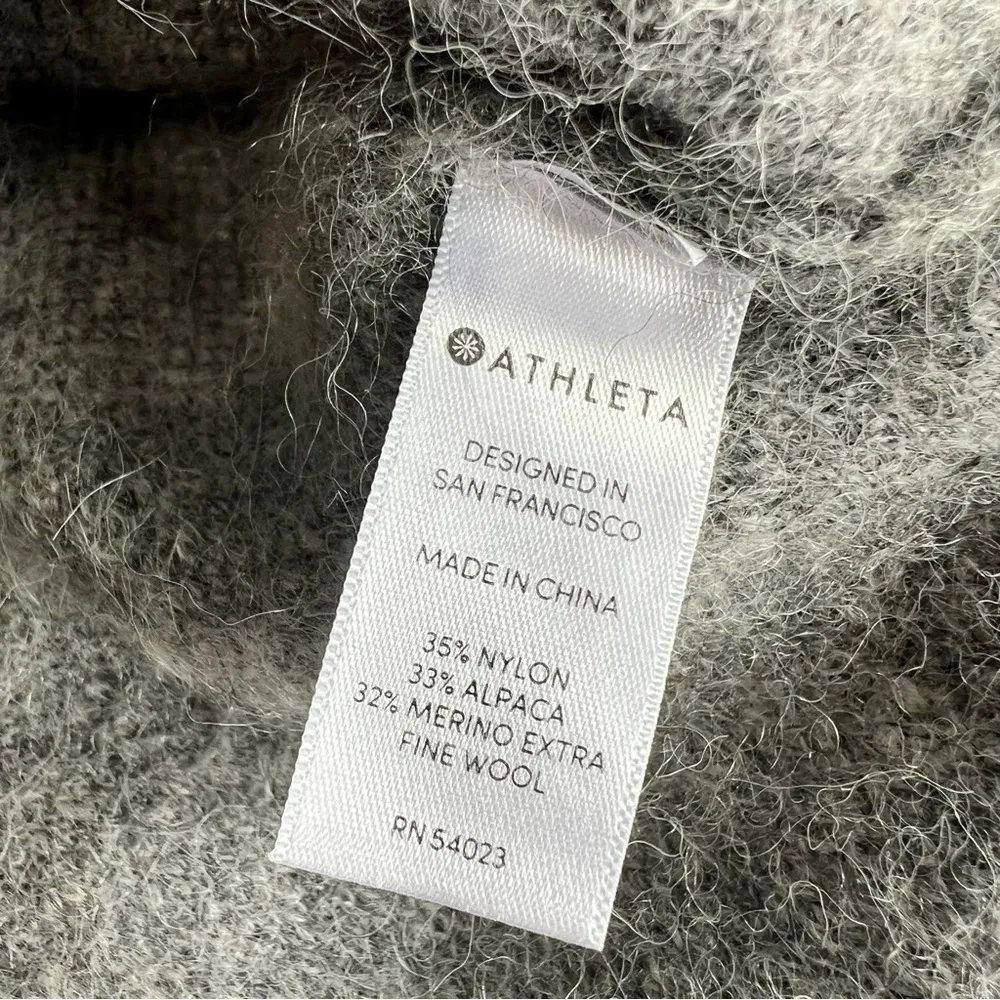 ATHLETA
DESIGNED IN
SAN FRANCISCO
MADE IN CHINA
35% NYLON
33% ALPACA
32% MERINO EXTRA
FINE WOOL
RN 54023